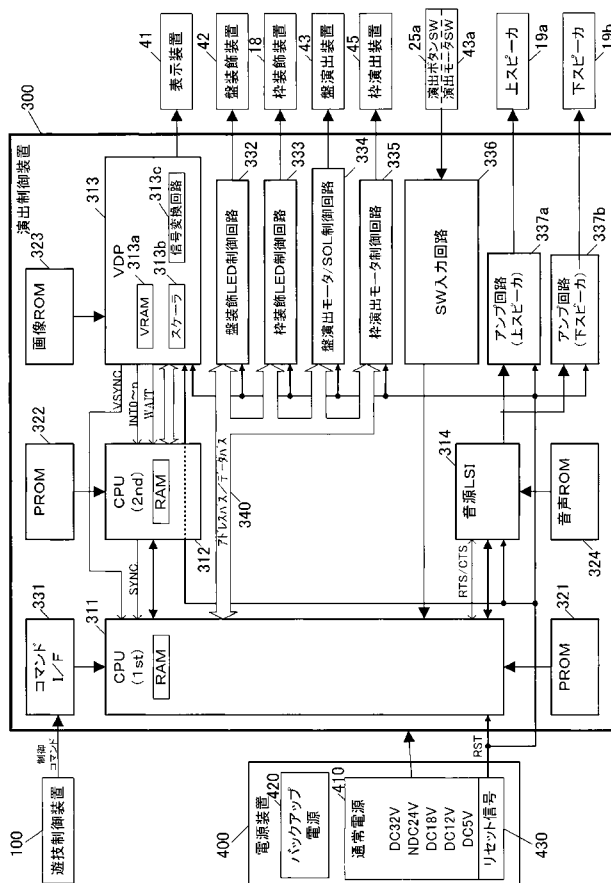 300
演出制御装置
100
遊技制御装置
制御
コマンド
331
コマンド
I/F
322
PROM
323
画像ROM
311
CPU
(1st)
RAM
SYNC
CPU
(2nd)
RAM
312
VSYNC
INT0~n
WAIT
313
VDP
313a
VRAM
313b
スケーラ
313c
信号変換回路
41
表示装置
332
盤装飾LED制御回路
42
盤装飾装置
333
枠装飾LED制御回路
18
枠装飾装置
334
盤演出モータ/SOL制御回路
43
盤演出装置
335
枠演出モータ制御回路
45
枠演出装置
アドレスバス/データバス
340
336
SW入力回路
25a
演出ボタンSW
演出モータSW
43a
RTS/CTS
314
音源LSI
324
音声ROM
321
PROM
337a
アンプ回路
(上スピーカ)
19a
上スピーカ
337b
アンプ回路
(下スピーカ)
19b
下スピーカ
RST
400
電源装置
420
バックアップ
電源
410
通常電源
DC32V
NDC24V
DC18V
DC12V
DC5V
リセット信号
430